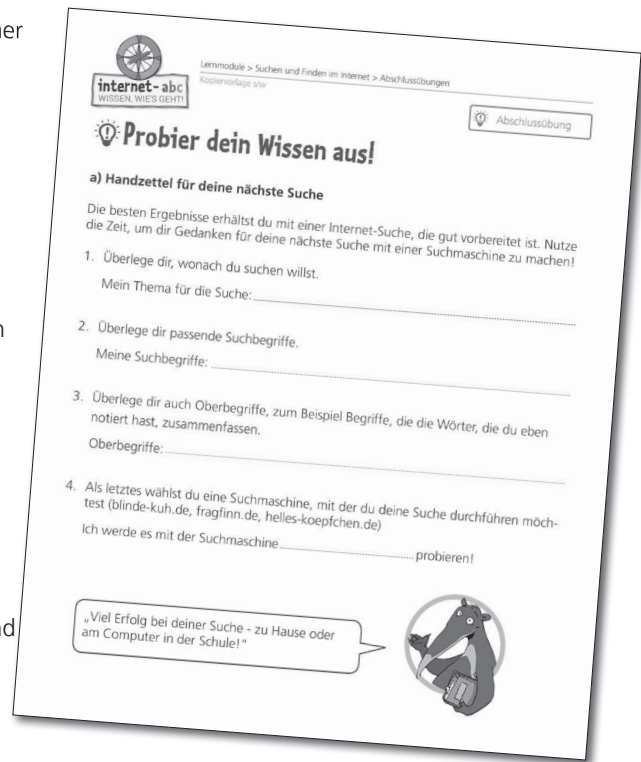 ner
n
nd
internet-abc
WISSEN, WIE'S GEHT!
Lernmodule > Suchen und Finden im Internet > Abschlussübungen
Kopiervorlage s/w
Abschlussübung
Probier dein Wissen aus!
a) Handzettel für deine nächste Suche
Die besten Ergebnisse erhältst du mit einer Internet-Suche, die gut vorbereitet ist. Nutze
die Zeit, um dir Gedanken für deine nächste Suche mit einer Suchmaschine zu machen!
1. Überlege dir, wonach du suchen willst.
Mein Thema für die Suche:
2. Überlege dir passende Suchbegriffe.
Meine Suchbegriffe:
3. Überlege dir auch Oberbegriffe, zum Beispiel Begriffe, die die Wörter, die du eben
notiert hast, zusammenfassen.
Oberbegriffe:
4. Als letztes wählst du eine Suchmaschine, mit der du deine Suche durchführen möch-
test (blinde-kuh.de, fragfinn.de, helles-koepfchen.de)
Ich werde es mit der Suchmaschine probieren!
„Viel Erfolg bei deiner Suche - zu Hause oder
am Computer in der Schule!"